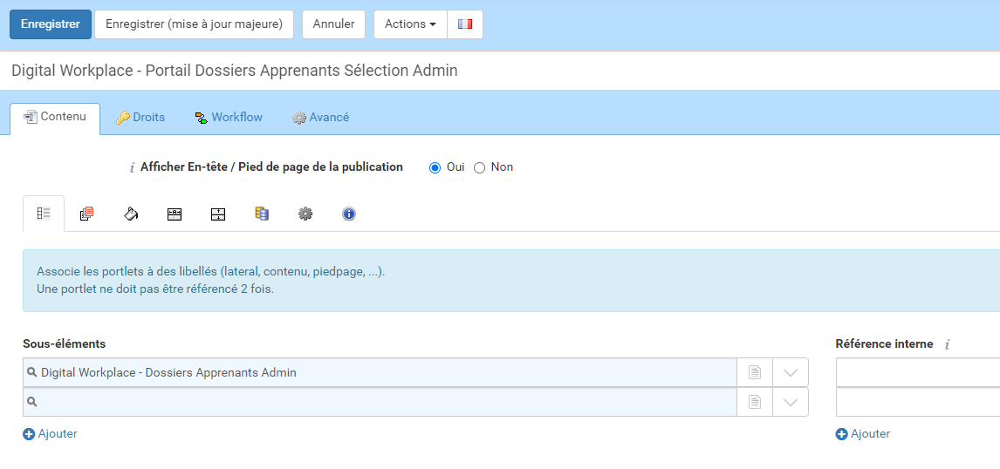 Enregistrer Enregistrer (mise à jour majeure) Annuler Actions
Digital Workplace - Portail Dossiers Apprenants Sélection Admin
Contenu Droits Workflow Avancé
i Afficher En-tête / Pied de page de la publication Oui Non
Associe les portlets à des libellés (lateral, contenu, piedpage, ...).
Une portlet ne doit pas être référencé 2 fois.
Sous-éléments Référence interne i
Digital Workplace - Dossiers Apprenants Admin
Ajouter Ajouter